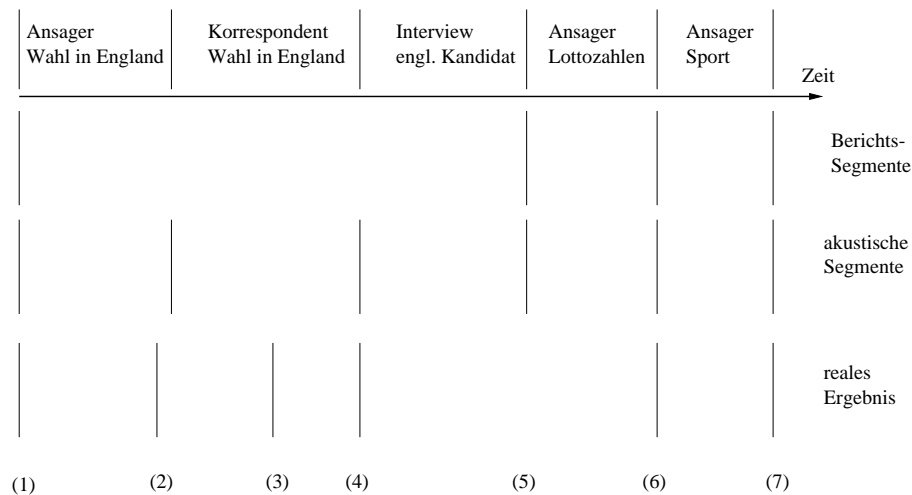 Ansager
Wahl in England
Korrespondent
Wahl in England
Interview
engl. Kandidat
Ansager
Lottozahlen
Ansager
Sport
Zeit
Berichts-
Segmente
akustische
Segmente
reales
Ergebnis
(1) (2) (3) (4) (5) (6) (7)